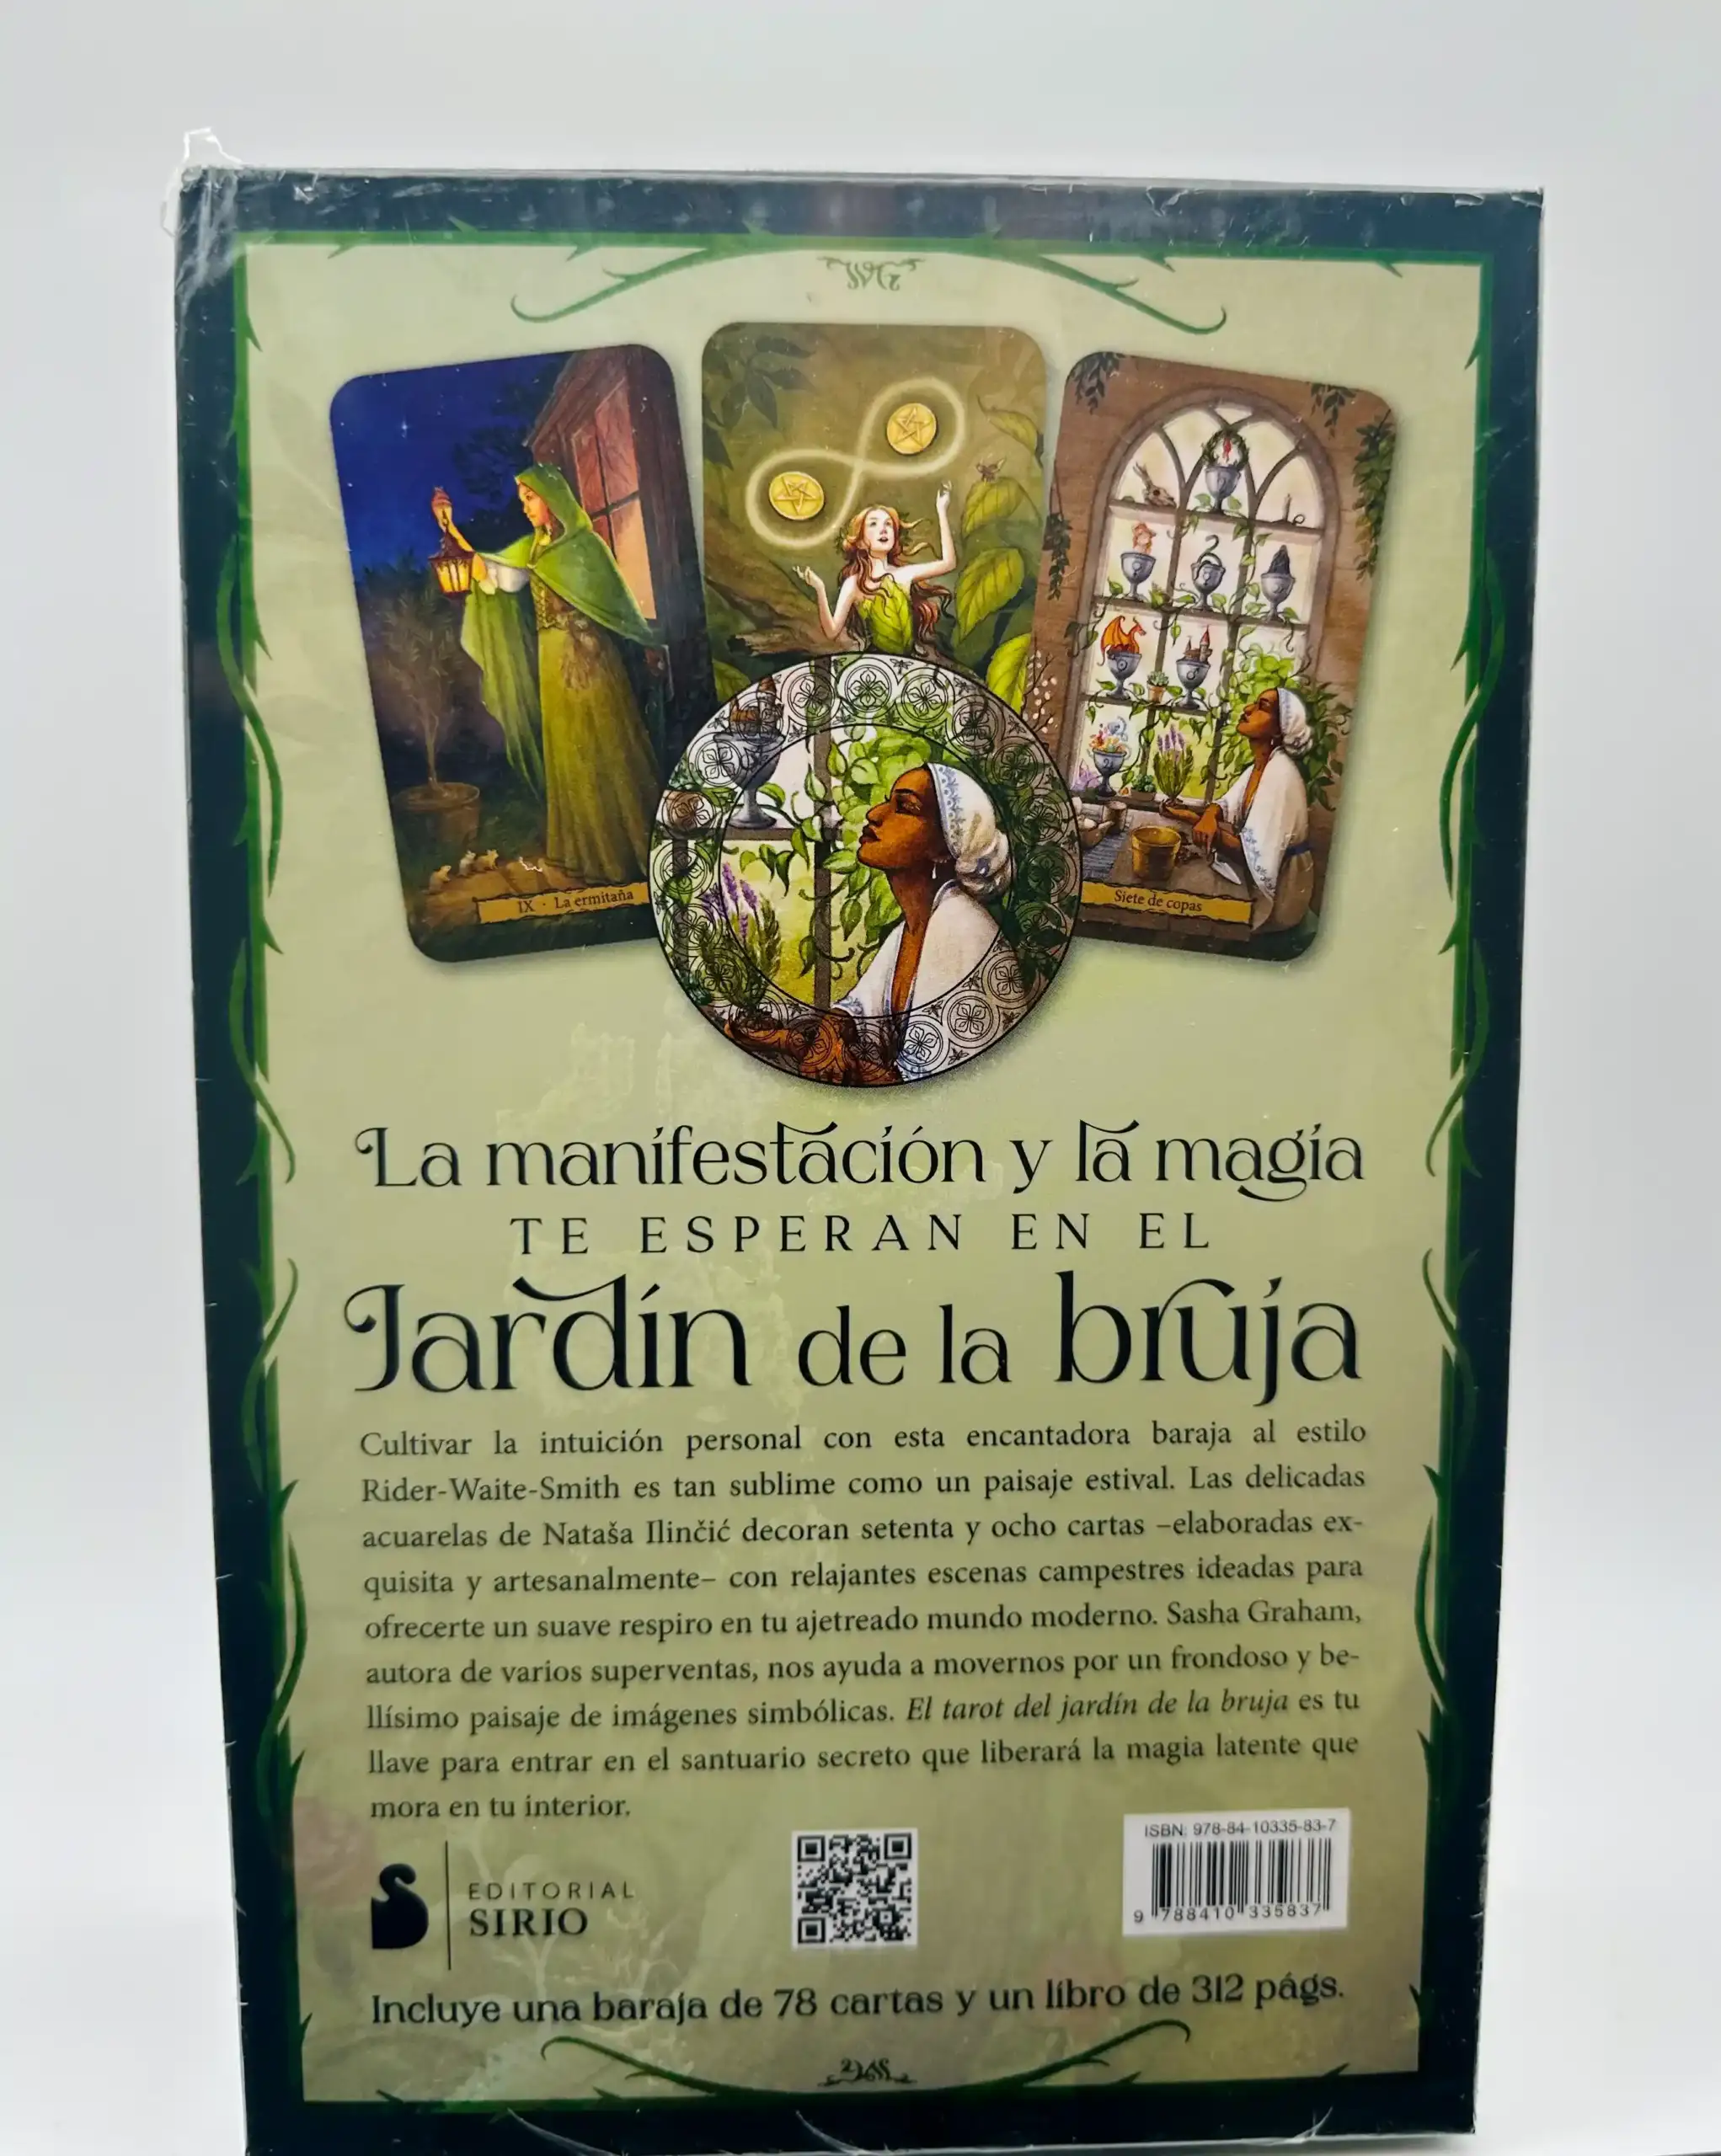 IX · La ermitaña
Siete de copas
La manifestación y la magia
TE ESPERAN EN EL
Jardín de la bruja
Cultivar la intuición personal con esta encantadora baraja al estilo
Rider-Waite-Smith es tan sublime como un paisaje estival. Las delicadas
acuarelas de Nataša Ilinčić decoran setenta y ocho cartas –elaboradas ex-
quisita y artesanalmente– con relajantes escenas campestres ideadas para
ofrecerte un suave respiro en tu ajetreado mundo moderno. Sasha Graham,
autora de varios superventas, nos ayuda a movernos por un frondoso y be-
llísimo paisaje de imágenes simbólicas. El tarot del jardín de la bruja es tu
llave para entrar en el santuario secreto que liberará la magia latente que
mora en tu interior.
ISBN: 978-84-10335-83-7
9 788410 335837
EDITORIAL
SIRIO
Incluye una baraja de 78 cartas y un libro de 312 págs.